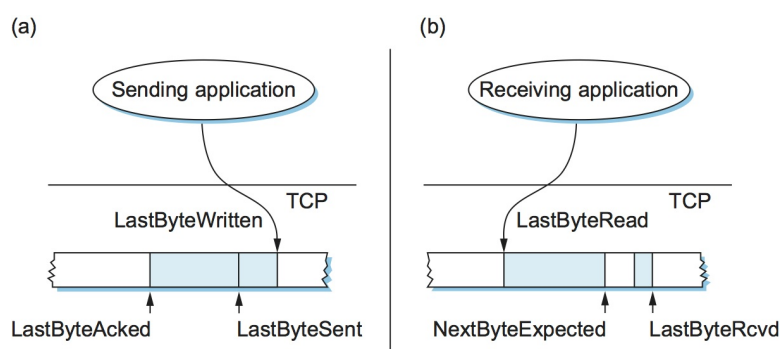 (a)
Sending application
TCP
LastByteWritten
LastByteAcked
LastByteSent
(b)
Receiving application
TCP
LastByteRead
NextByteExpected
LastByteRcvd